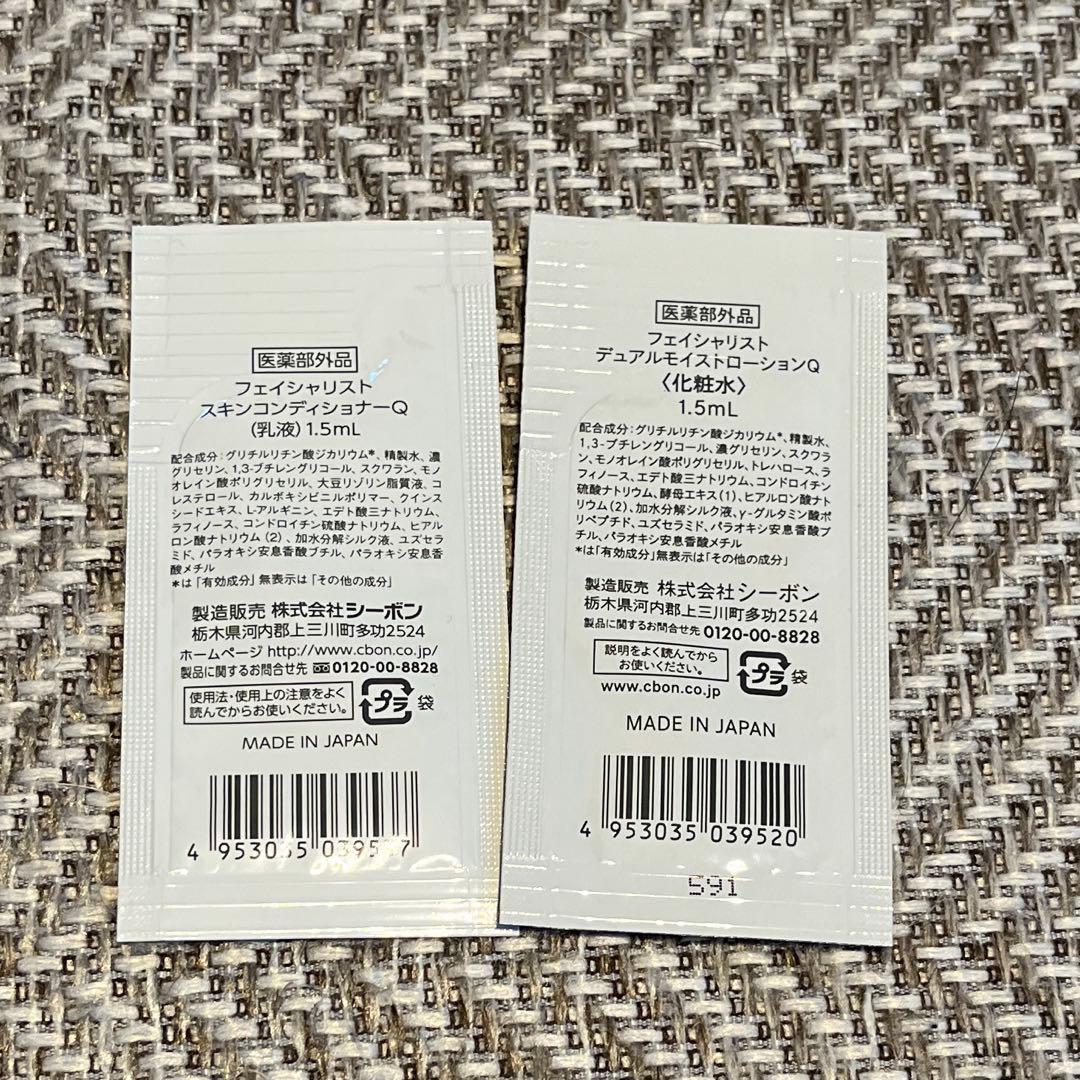 医薬部外品
フェイシャリスト
スキンコンディショナーQ
(乳液) 1.5mL
配合成分:グリチルリチン酸ジカリウム*、精製水、濃
グリセリン、1,3-ブチレングリコール、スクワラン、モノ
オレイン酸ポリグリセリル、大豆リゾリン脂質液、コ
レステロール、カルボキシビニルポリマー、クインス
シードエキス、L-アルギニン、エデト酸三ナトリウム、
ラフィノース、コンドロイチン硫酸ナトリウム、ヒアル
ロン酸ナトリウム(2)、加水分解シルク液、ユズセラ
ミド、パラオキシ安息香酸ブチル、パラオキシ安息香
酸メチル
*は「有効成分」無表示は「その他の成分」
製造販売 株式会社シーボン
栃木県河内郡上三川町多功2524
ホームページ http://www.cbon.co.jp/
製品に関するお問合せ先 0120-00-8828
使用法・使用上の注意をよく
読んでからお使いください。
プラ 袋
MADE IN JAPAN
4 953035
医薬部外品
フェイシャリスト
デュアルモイストローションQ
〈化粧水〉
1.5mL
配合成分:グリチルリチン酸ジカリウム*、精製水、
1,3-ブチレングリコール、濃グリセリン、スクワラ
ン、モノオレイン酸ポリグリセリル、トレハロース、ラ
フィノース、エデト酸三ナトリウム、コンドロイチン
硫酸ナトリウム、酵母エキス(1)、ヒアルロン酸ナト
リウム(2)、加水分解シルク液、γ-グルタミン酸ポ
リペプチド、ユズセラミド、パラオキシ安息香酸ブ
チル、パラオキシ安息香酸メチル
*は「有効成分」無表示は「その他の成分」
製造販売 株式会社シーボン
栃木県河内郡上三川町多功2524
製品に関するお問合せ先 0120-00-8828
説明をよく読んでから
お使いください。
プラ 袋
www.cbon.co.jp
MADE IN JAPAN
4 953035 039520
S91